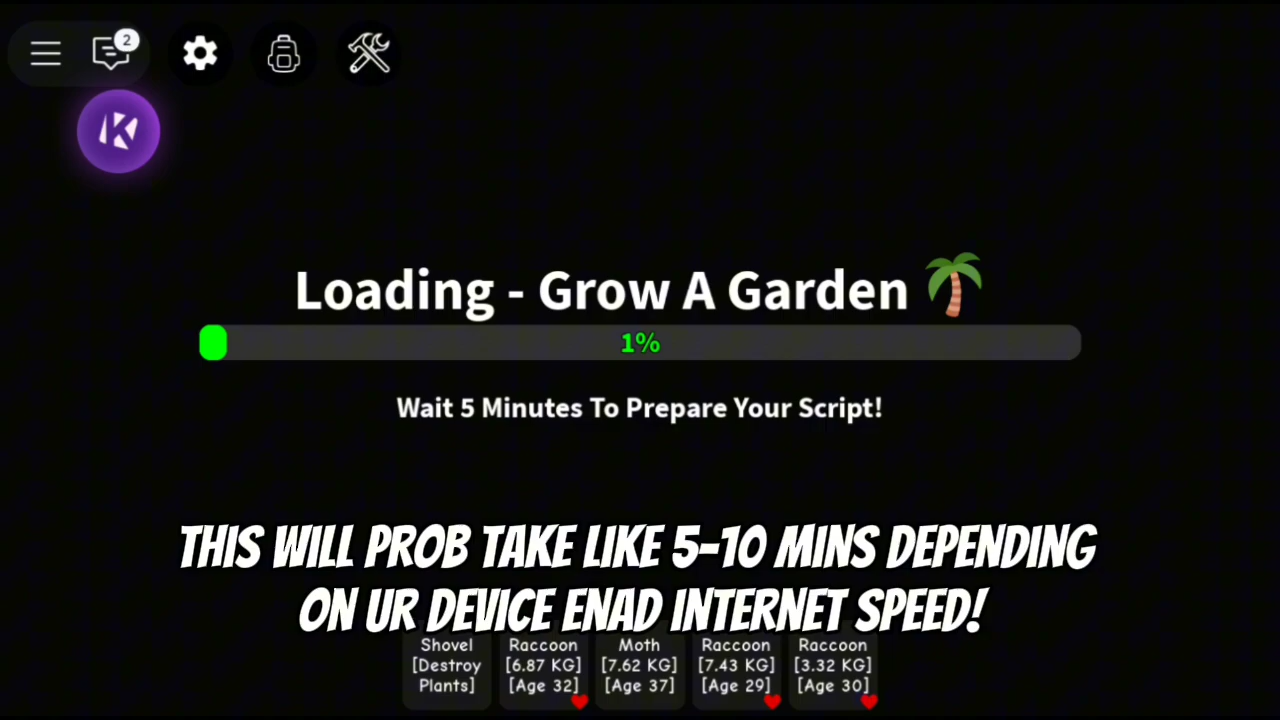 2
K
Loading - Grow A Garden 🌴
1%
Wait 5 Minutes To Prepare Your Script!
THIS WILL PROB TAKE LIKE 5-10 MINS DEPENDING
ON UR DEVICE ENAD INTERNET SPEED!
Shovel
[Destroy
Plants]
Raccoon
[6.87 KG]
[Age 32]
Moth
[7.62 KG]
[Age 37]
Raccoon
[7.43 KG]
[Age 29]
Raccoon
[3.32 KG]
[Age 30]